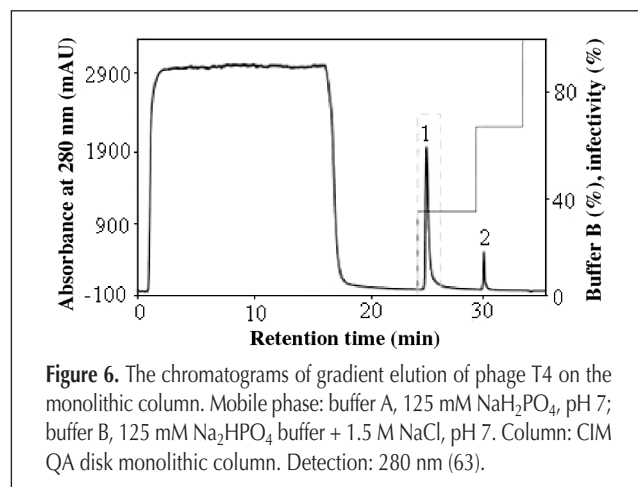 Absorbance at 280 nm (mAU)
2900
1900
900
-100
1
2
80
40
0
Buffer B (%), infectivity (%)
0
10
20
30
Retention time (min)
Figure 6. The chromatograms of gradient elution of phage T4 on the
monolithic column. Mobile phase: buffer A, 125 mM NaH₂PO₄, pH 7;
buffer B, 125 mM Na₂HPO₄ buffer + 1.5 M NaCl, pH 7. Column: CIM
QA disk monolithic column. Detection: 280 nm (63).